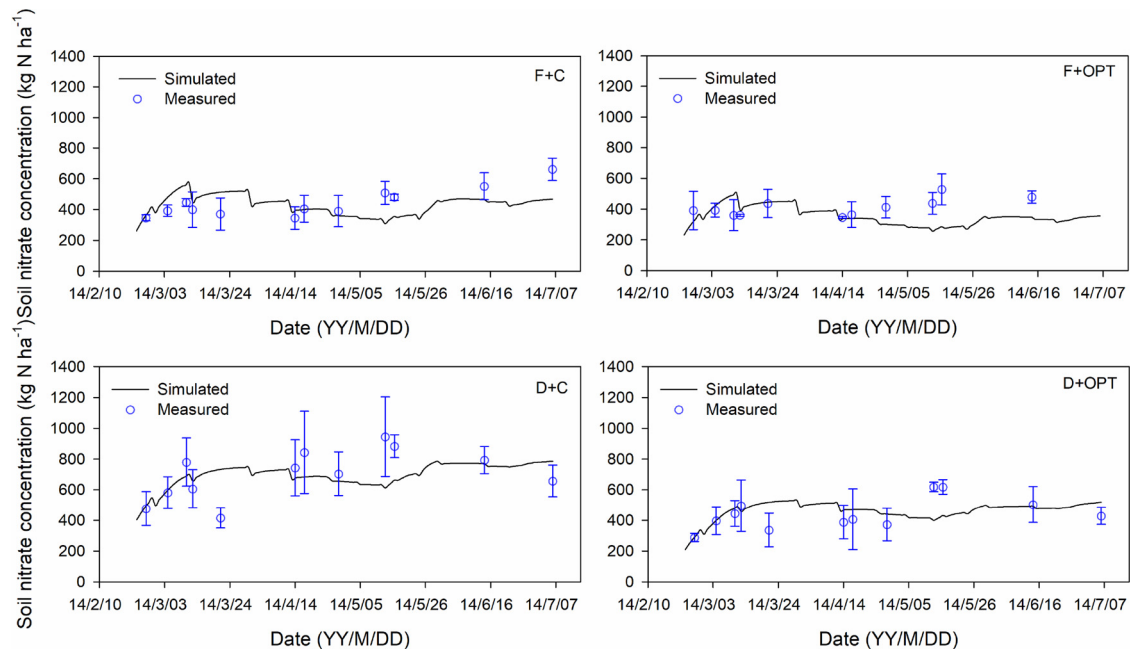 Soil nitrate concentration (kg N ha⁻¹)
1400
1200
1000
800
600
400
200
0
Simulated
Measured
F+C
14/2/10 14/3/03 14/3/24 14/4/14 14/5/05 14/5/26 14/6/16 14/7/07
Date (YY/M/DD)
1400
1200
1000
800
600
400
200
0
Simulated
Measured
F+OPT
14/2/10 14/3/03 14/3/24 14/4/14 14/5/05 14/5/26 14/6/16 14/7/07
Date (YY/M/DD)
Soil nitrate concentration (kg N ha⁻¹)
1400
1200
1000
800
600
400
200
0
Simulated
Measured
D+C
14/2/10 14/3/03 14/3/24 14/4/14 14/5/05 14/5/26 14/6/16 14/7/07
Date (YY/M/DD)
1400
1200
1000
800
600
400
200
0
Simulated
Measured
D+OPT
14/2/10 14/3/03 14/3/24 14/4/14 14/5/05 14/5/26 14/6/16 14/7/07
Date (YY/M/DD)